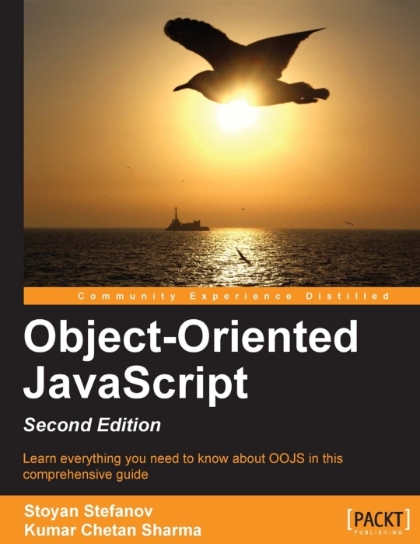 Community Experience Distilled
Object-Oriented
JavaScript
Second Edition
Learn everything you need to know about OOJS in this
comprehensive guide
Stoyan Stefanov
Kumar Chetan Sharma
[PACKT]
PUBLISHING